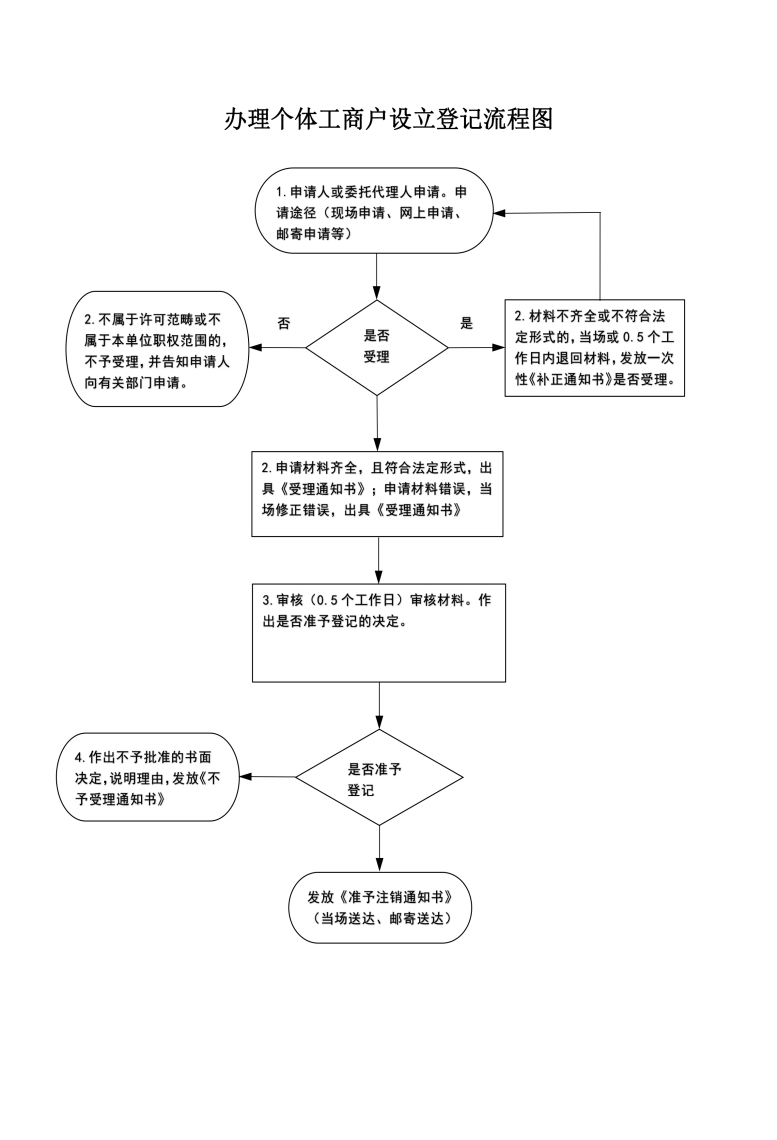 办理个体工商户设立登记流程图
1.申请人或委托代理人申请。申
请途径（现场申请、网上申请、
邮寄申请等）
2.不属于许可范畴或不
属于本单位职权范围的，
不予受理，并告知申请人
向有关部门申请。
否
是否
受理
是
2.材料不齐全或不符合法
定形式的，当场或0.5个工
作日内退回材料，发放一次
性《补正通知书》是否受理。
2.申请材料齐全，且符合法定形式，出
具《受理通知书》；申请材料错误，当
场修正错误，出具《受理通知书》
3.审核（0.5个工作日）审核材料。作
出是否准予登记的决定。
4.作出不予批准的书面
决定，说明理由，发放《不
予受理通知书》
是否准予
登记
发放《准予注销通知书》
（当场送达、邮寄送达）